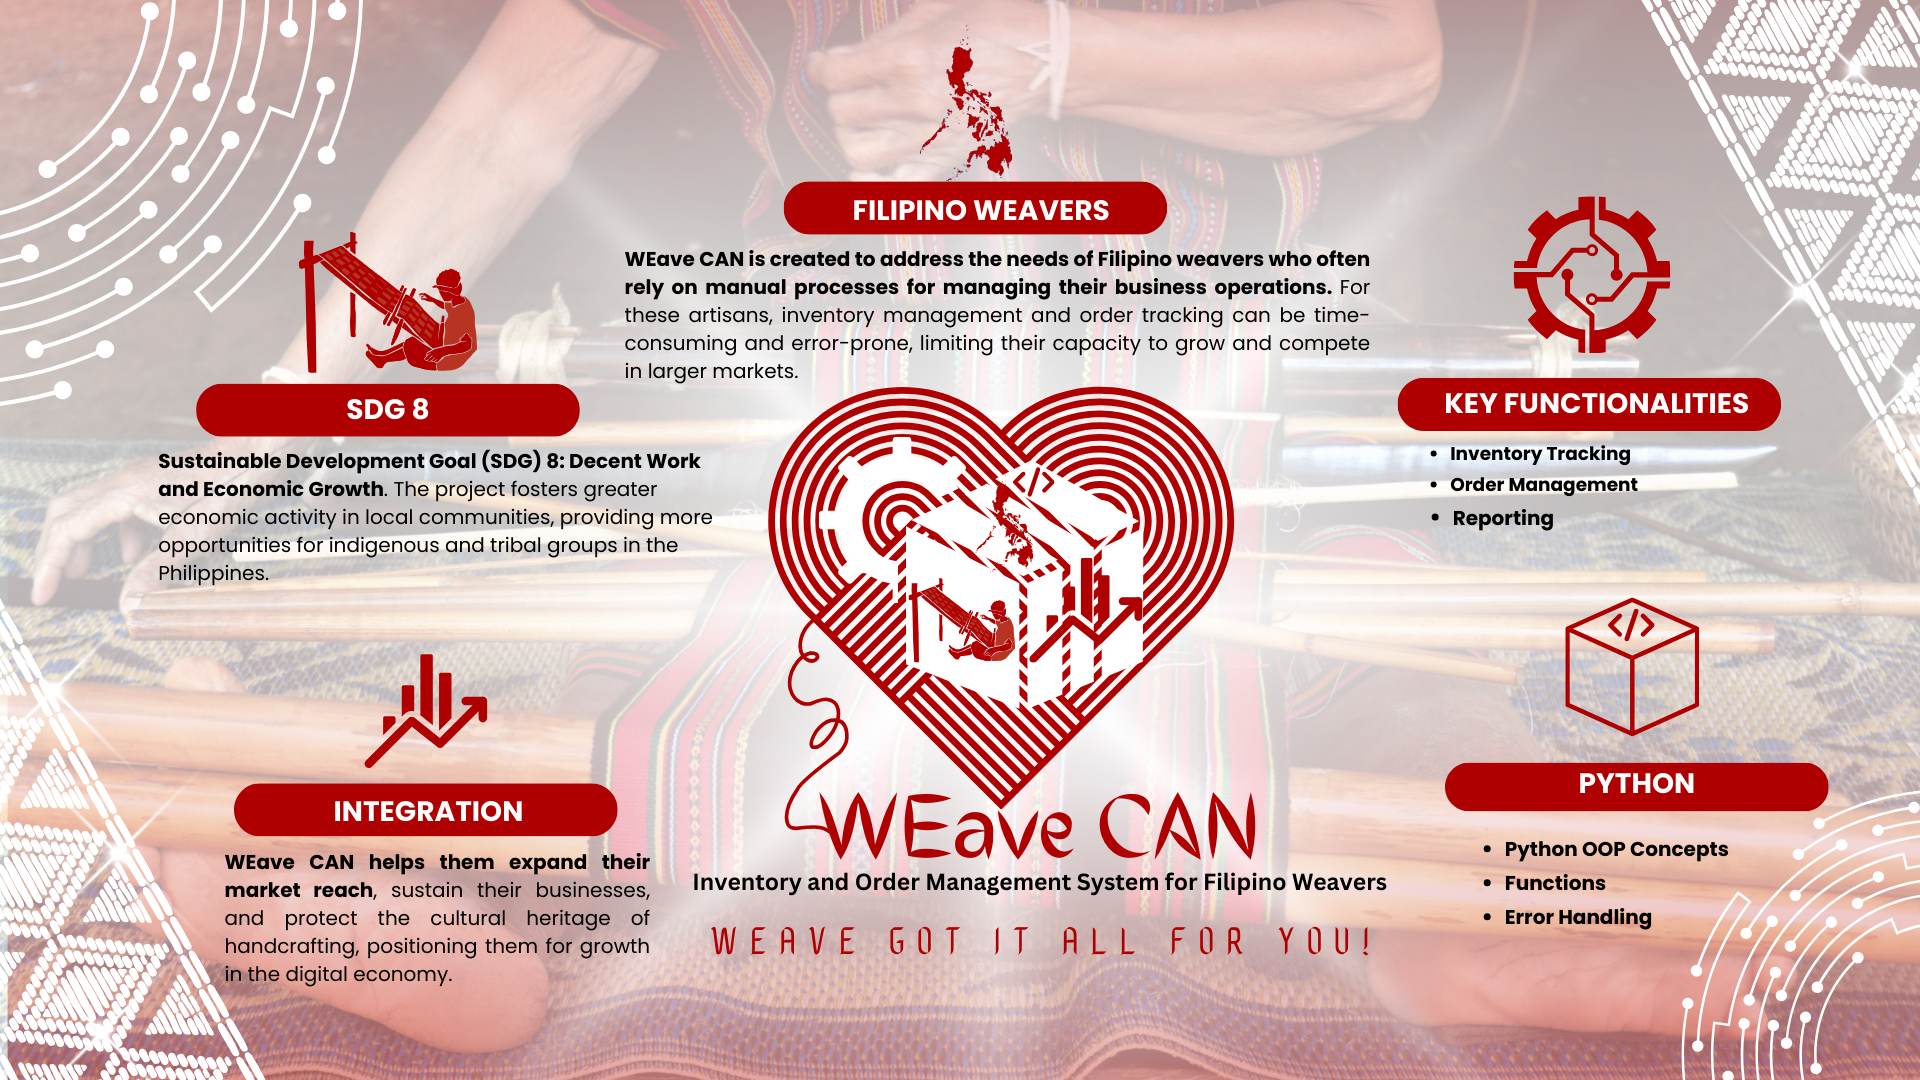 FILIPINO WEAVERS
WEave CAN is created to address the needs of Filipino weavers who often
rely on manual processes for managing their business operations. For
these artisans, inventory management and order tracking can be time-
consuming and error-prone, limiting their capacity to grow and compete
in larger markets.
SDG 8
Sustainable Development Goal (SDG) 8: Decent Work
and Economic Growth. The project fosters greater
economic activity in local communities, providing more
opportunities for indigenous and tribal groups in the
Philippines.
KEY FUNCTIONALITIES
• Inventory Tracking
• Order Management
• Reporting
</>
</>
INTEGRATION
WEave CAN helps them expand their
market reach, sustain their businesses,
and protect the cultural heritage of
handcrafting, positioning them for growth
in the digital economy.
WEave CAN
Inventory and Order Management System for Filipino Weavers
WEAVE GOT IT ALL FOR YOU!
PYTHON
• Python OOP Concepts
• Functions
• Error Handling